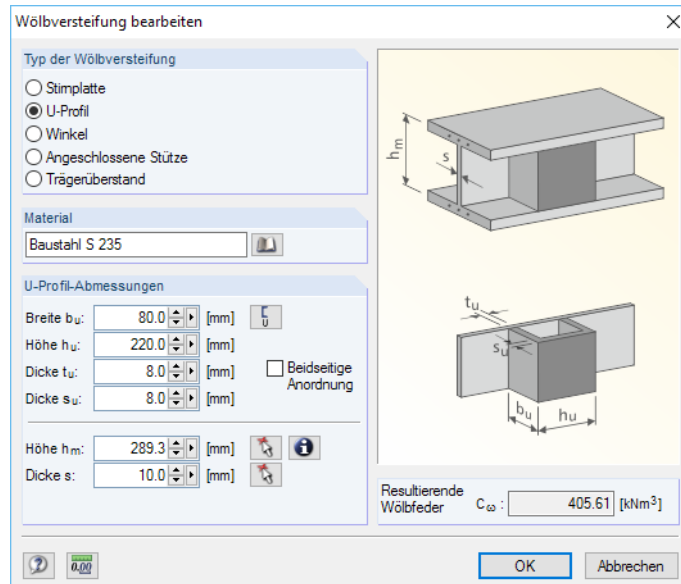 Wölbversteifung bearbeiten
Typ der Wölbversteifung
Stirnplatte
U-Profil
Winkel
Angeschlossene Stütze
Trägerüberstand
Material
Baustahl S 235
U-Profil-Abmessungen
Breite bu: 80.0 [mm]
Höhe hu: 220.0 [mm]
Dicke tu: 8.0 [mm]
Dicke su: 8.0 [mm]
Beidseitige
Anordnung
Höhe hm: 289.3 [mm]
Dicke s: 10.0 [mm]
hm
s
tu
su
bu
hu
Resultierende
Wölbfeder Cω : 405.61 [kNm³]
0.00
OK
Abbrechen